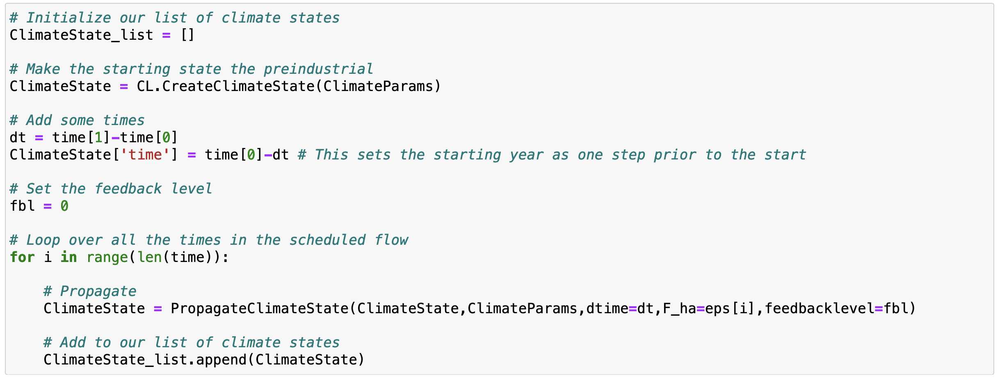 # Initialize our list of climate states
ClimateState_list = []
# Make the starting state the preindustrial
ClimateState = CL.CreateClimateState(ClimateParams)
# Add some times
dt = time[1]-time[0]
ClimateState['time'] = time[0]-dt # This sets the starting year as one step prior to the start
# Set the feedback level
fbl = 0
# Loop over all the times in the scheduled flow
for i in range(len(time)):
    # Propagate
    ClimateState = PropagateClimateState(ClimateState,ClimateParams,dtime=dt,F_ha=eps[i],feedbacklevel=fbl)
    # Add to our list of climate states
    ClimateState_list.append(ClimateState)